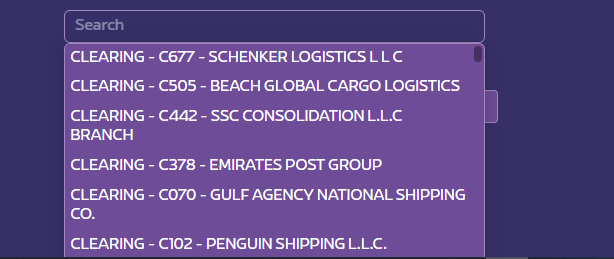 Search
CLEARING - C677 - SCHENKER LOGISTICS L L C
CLEARING - C505 - BEACH GLOBAL CARGO LOGISTICS
CLEARING - C442 - SSC CONSOLIDATION L.L.C
BRANCH
CLEARING - C378 - EMIRATES POST GROUP
CLEARING - C070 - GULF AGENCY NATIONAL SHIPPING
CO.
CLEARING - C102 - PENGUIN SHIPPING L.L.C.